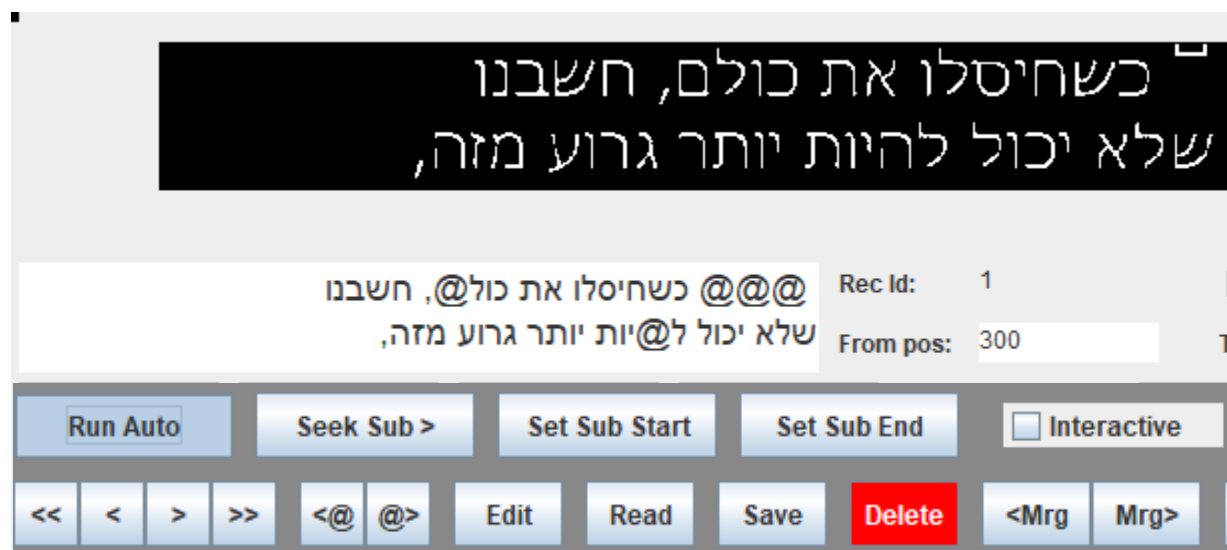 כשחיסלו את כולם, חשבנו
שלא יכול להיות יותר גרוע מזה,
@@@ כשחיסלו את כול@, חשבנו
שלא יכול ל@יות יותר גרוע מזה,
Rec Id: 1
From pos: 300
Run Auto Seek Sub > Set Sub Start Set Sub End Interactive
<< < > >> <@ @> Edit Read Save Delete <Mrg Mrg>